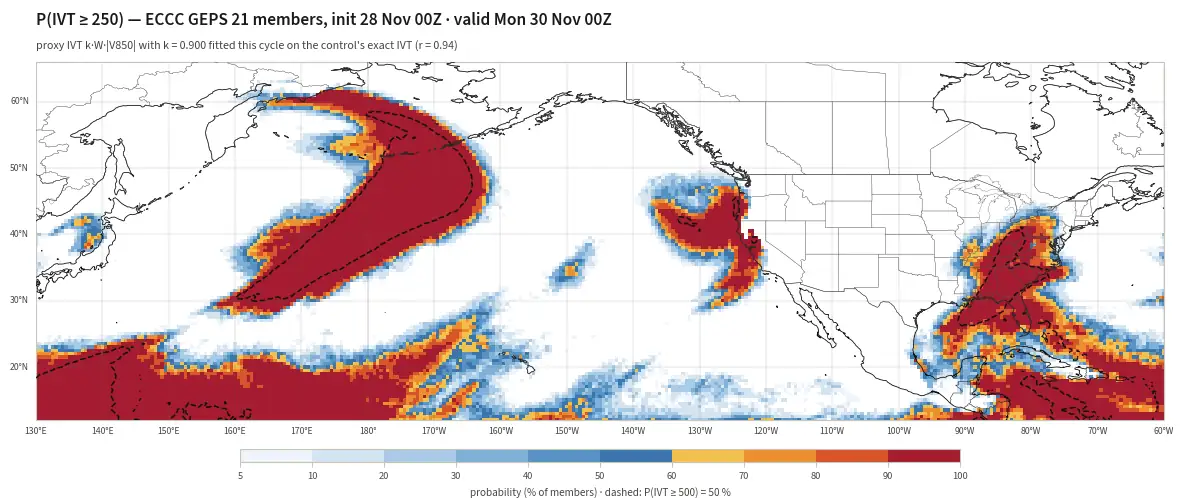 P(IVT ≥ 250) — ECCC GEPS 21 members, init 28 Nov 00Z · valid Mon 30 Nov 00Z
proxy IVT k·W·|V850| with k = 0.900 fitted this cycle on the control's exact IVT (r = 0.94)
60°N
50°N
40°N
30°N
20°N
130°E 140°E 150°E 160°E 170°E 180° 170°W 160°W 150°W 140°W 130°W 120°W 110°W 100°W 90°W 80°W 70°W 60°W
5 10 20 30 40 50 60 70 80 90 100
probability (% of members) · dashed: P(IVT ≥ 500) = 50 %